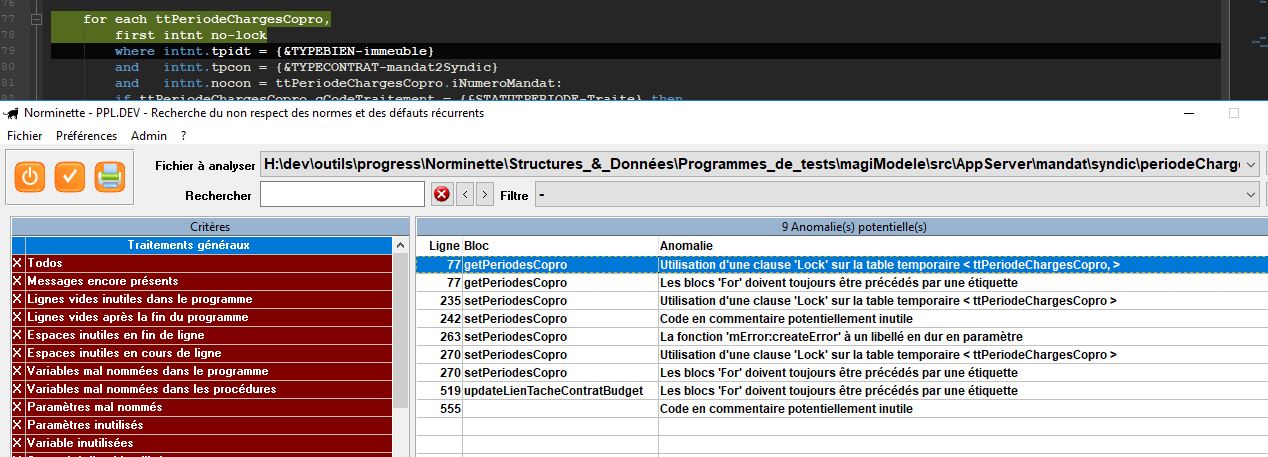 76
77 for each ttPeriodeChargesCopro,
78 first intnt no-lock
79 where intnt.tpidt = {&TYPEBIEN-immeuble}
80 and intnt.tpcon = {&TYPECONTRAT-mandat2Syndic}
81 and intnt.nocon = ttPeriodeChargesCopro.iNumeroMandat:
82 if ttPeriodeChargesCopro.cCodeTraitement = {&STATUTPERIODE-Traite} then
Norminette - PPL.DEV - Recherche du non respect des normes et des défauts récurrents
Fichier Préférences Admin ?
Fichier à analyser H:\dev\outils\progress\Norminette\Structures_&_Données\Programmes_de_tests\magiModele\src\AppServer\mandat\syndic\periodeCharge
Rechercher < > Filtre -
Critères
Traitements généraux
X Todos
X Messages encore présents
X Lignes vides inutiles dans le programme
X Lignes vides après la fin du programme
X Espaces inutiles en fin de ligne
X Espaces inutiles en cours de ligne
X Variables mal nommées dans le programme
X Variables mal nommées dans les procédures
X Paramètres mal nommés
X Paramètres inutilisés
X Variable inutilisées
9 Anomalie(s) potentielle(s)
Ligne Bloc Anomalie
77 getPeriodesCopro Utilisation d'une clause 'Lock' sur la table temporaire < ttPeriodeChargesCopro, >
77 getPeriodesCopro Les blocs 'For' doivent toujours être précédés par une étiquette
235 setPeriodesCopro Utilisation d'une clause 'Lock' sur la table temporaire < ttPeriodeChargesCopro >
242 setPeriodesCopro Code en commentaire potentiellement inutile
263 setPeriodesCopro La fonction 'mError:createError' à un libellé en dur en paramètre
270 setPeriodesCopro Utilisation d'une clause 'Lock' sur la table temporaire < ttPeriodeChargesCopro >
270 setPeriodesCopro Les blocs 'For' doivent toujours être précédés par une étiquette
519 updateLienTacheContratBudget Les blocs 'For' doivent toujours être précédés par une étiquette
555 Code en commentaire potentiellement inutile